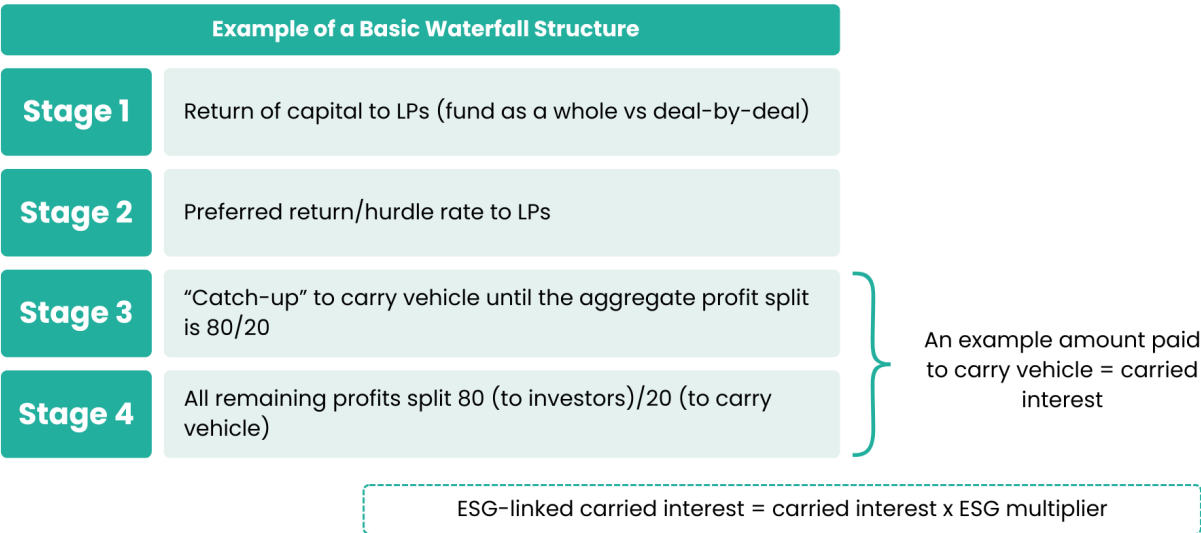 Example of a Basic Waterfall Structure
Stage 1
Return of capital to LPs (fund as a whole vs deal-by-deal)
Stage 2
Preferred return/hurdle rate to LPs
Stage 3
“Catch-up” to carry vehicle until the aggregate profit split
is 80/20
Stage 4
All remaining profits split 80 (to investors)/20 (to carry
vehicle)
An example amount paid
to carry vehicle = carried
interest
ESG-linked carried interest = carried interest x ESG multiplier